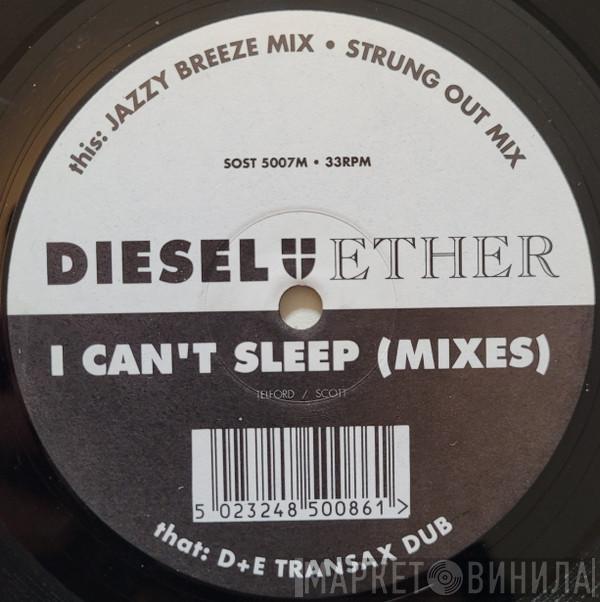 this: JAZZY BREEZE MIX • STRUNG OUT MIX
SOST 5007M • 33RPM
DIESEL ETHER
I CAN'T SLEEP (MIXES)
TELFORD / SCOTT
5 023248 500861 >
that: D+E TRANSAX DUB
МАРКЕТ ВИНИЛА